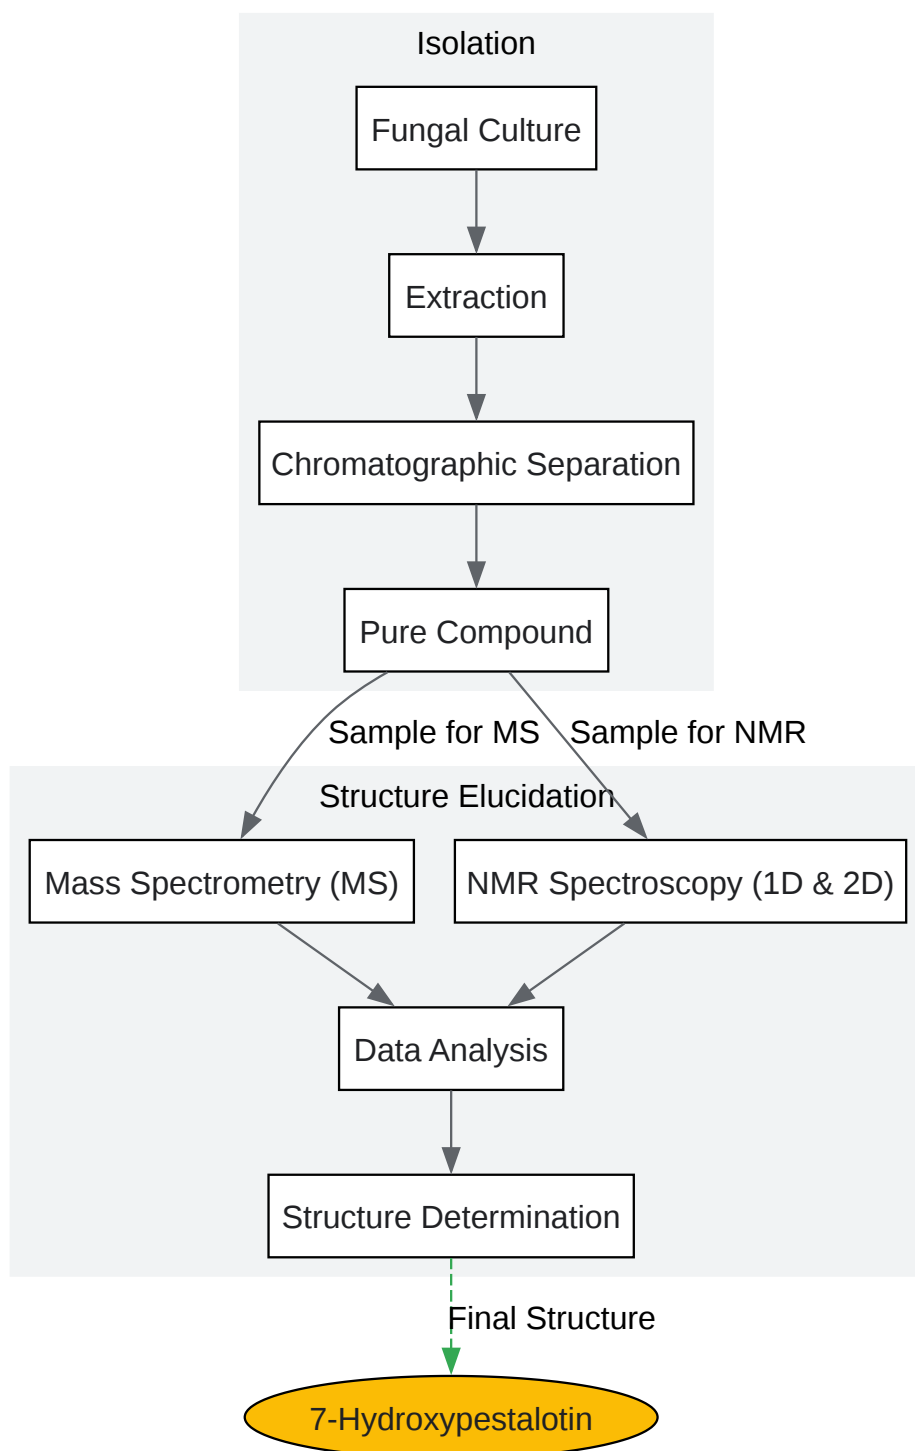 Isolation
Fungal Culture
Extraction
Chromatographic Separation
Pure Compound
Sample for MS
Sample for NMR
Structure Elucidation
Mass Spectrometry (MS)
NMR Spectroscopy (1D & 2D)
Data Analysis
Structure Determination
Final Structure
7-Hydroxypestalotin